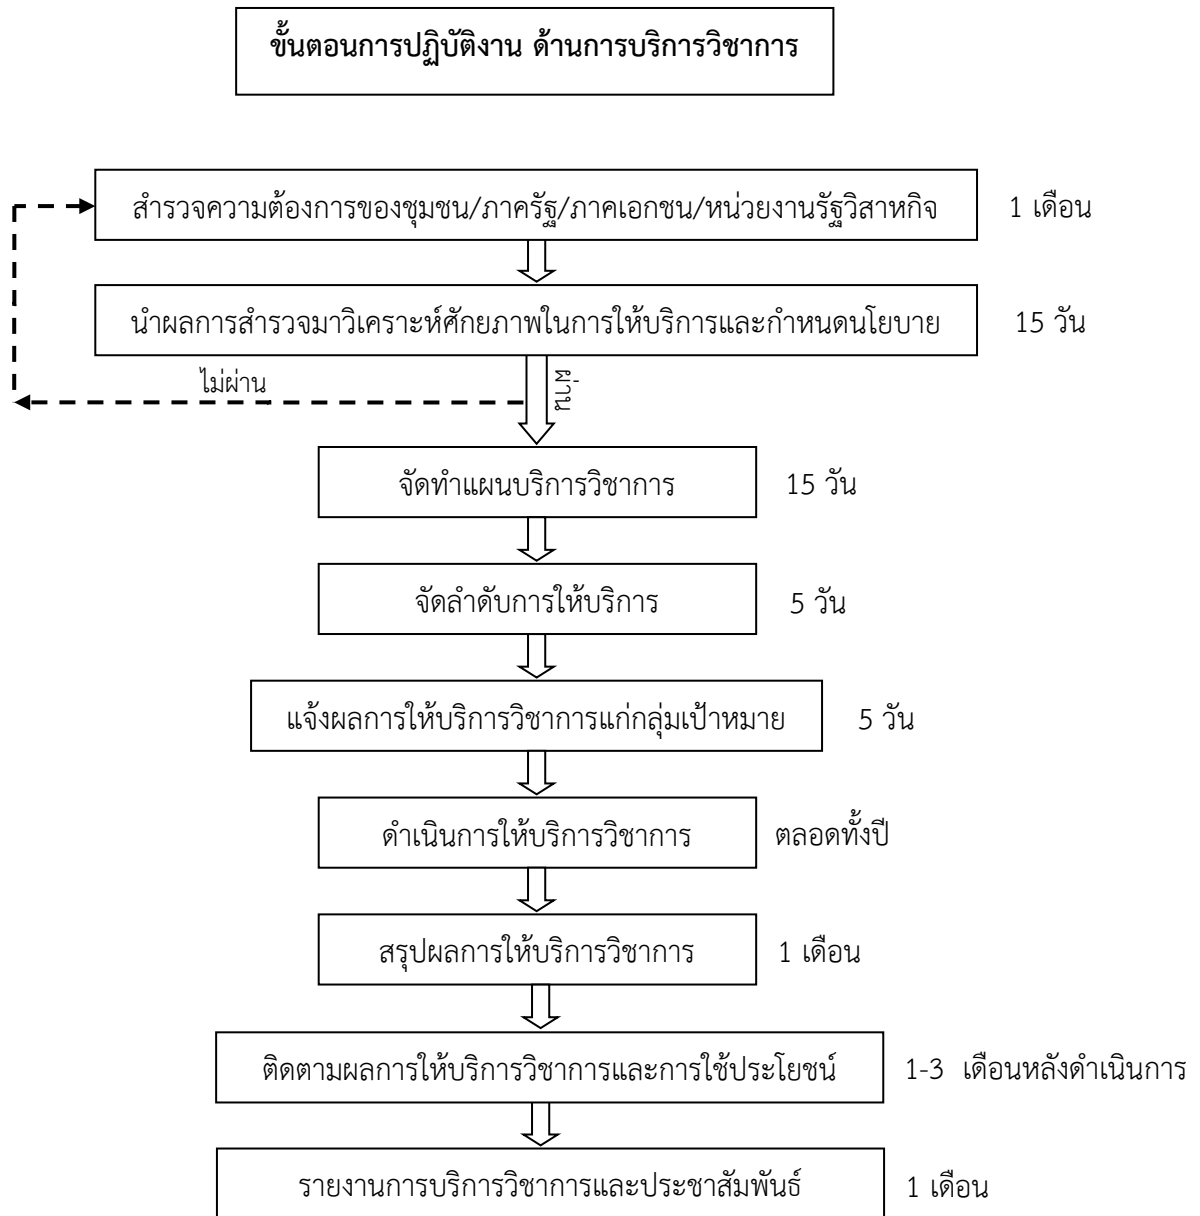 ขั้นตอนการปฏิบัติงาน ด้านการบริการวิชาการ
สำรวจความต้องการของชุมชน/ภาครัฐ/ภาคเอกชน/หน่วยงานรัฐวิสาหกิจ 1 เดือน
นำผลการสำรวจมาวิเคราะห์ศักยภาพในการให้บริการและกำหนดนโยบาย 15 วัน
ไม่ผ่าน
ผ่าน
จัดทำแผนบริการวิชาการ 15 วัน
จัดลำดับการให้บริการ 5 วัน
แจ้งผลการให้บริการวิชาการแก่กลุ่มเป้าหมาย 5 วัน
ดำเนินการให้บริการวิชาการ ตลอดทั้งปี
สรุปผลการให้บริการวิชาการ 1 เดือน
ติดตามผลการให้บริการวิชาการและการใช้ประโยชน์ 1-3 เดือนหลังดำเนินการ
รายงานการบริการวิชาการและประชาสัมพันธ์ 1 เดือน